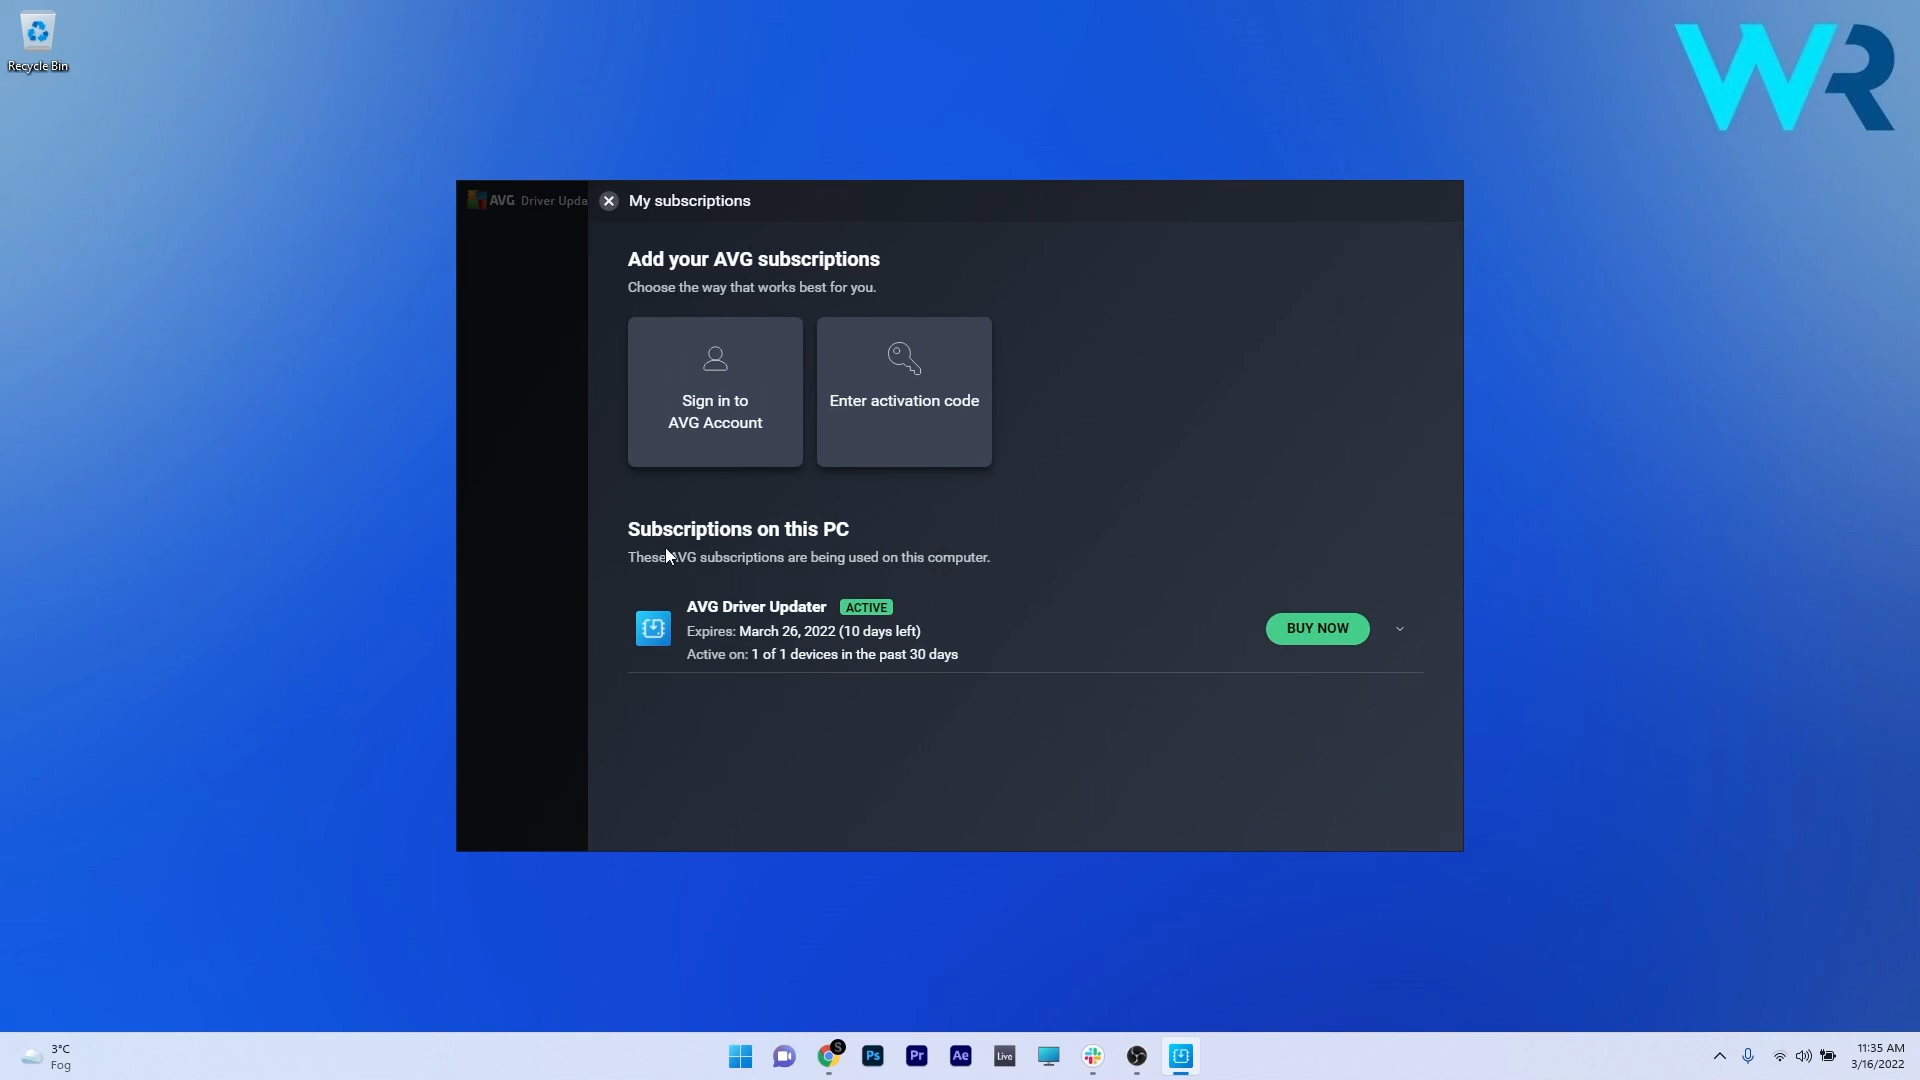 Recycle Bin
WR
AVG Driver Upda
My subscriptions
Add your AVG subscriptions
Choose the way that works best for you.
Sign in to
AVG Account
Enter activation code
Subscriptions on this PC
These AVG subscriptions are being used on this computer.
AVG Driver Updater ACTIVE
Expires: March 26, 2022 (10 days left)
Active on: 1 of 1 devices in the past 30 days
BUY NOW
3°C
Fog
S
Ps
Pr
Ae
Live
11:35 AM
3/16/2022